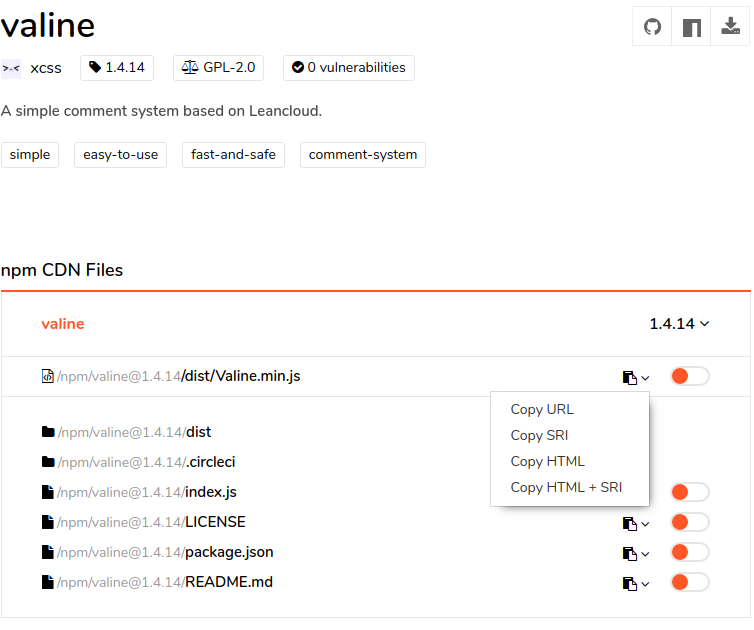 valine
>-< xcss 1.4.14 GPL-2.0 0 vulnerabilities
A simple comment system based on Leancloud.
simple easy-to-use fast-and-safe comment-system
npm CDN Files
valine 1.4.14
/npm/valine@1.4.14/dist/Valine.min.js
Copy URL
Copy SRI
Copy HTML
Copy HTML + SRI
/npm/valine@1.4.14/dist
/npm/valine@1.4.14/.circleci
/npm/valine@1.4.14/index.js
/npm/valine@1.4.14/LICENSE
/npm/valine@1.4.14/package.json
/npm/valine@1.4.14/README.md